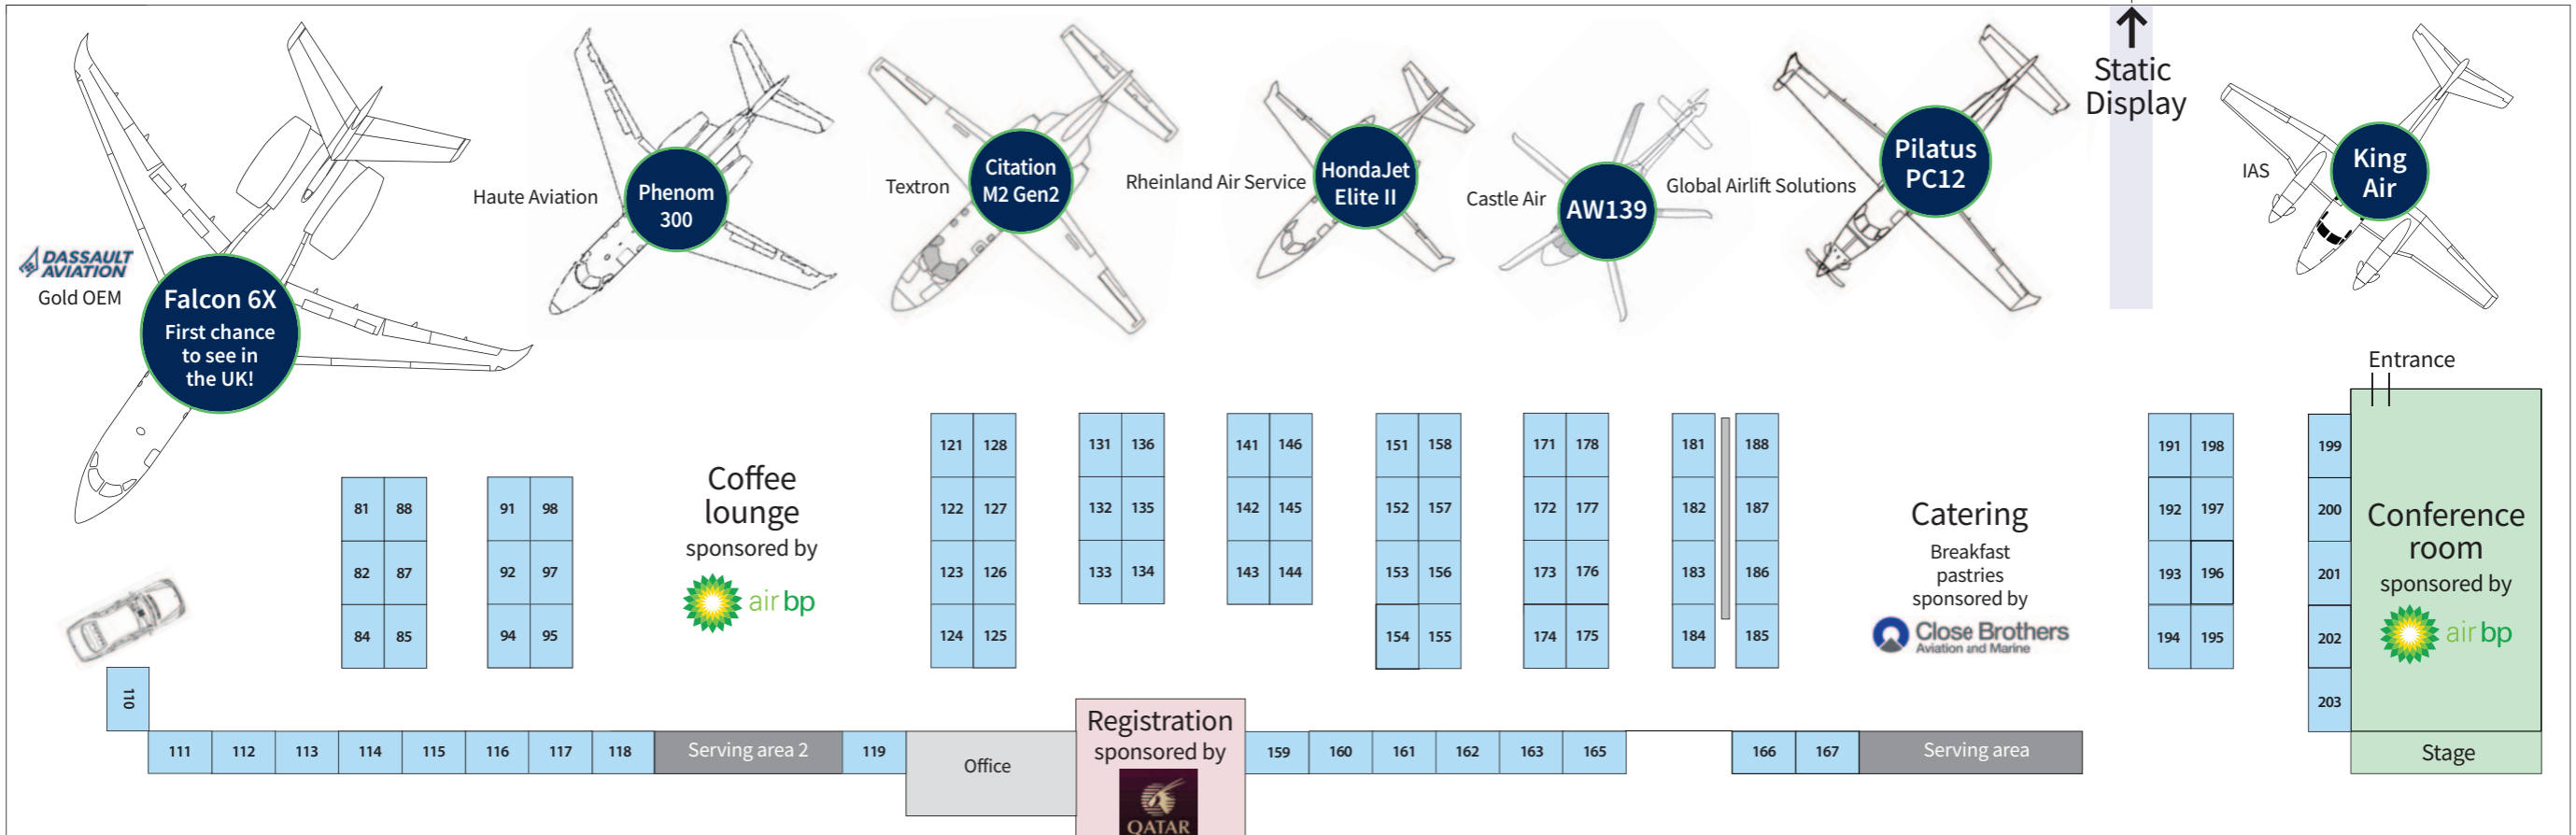 Static
Display
DASSAULT
AVIATION
Gold OEM
Falcon 6X
First chance
to see in
the UK!
Haute Aviation
Phenom
300
Textron
Citation
M2 Gen2
Rheinland Air Service
HondaJet
Elite II
Castle Air
AW139
Global Airlift Solutions
Pilatus
PC12
IAS
King
Air
Entrance
81 88
82 87
84 85
91 98
92 97
94 95
Coffee
lounge
sponsored by
air bp
121 128
122 127
123 126
124 125
131 136
132 135
133 134
141 146
142 145
143 144
151 158
152 157
153 156
154 155
171 178
172 177
173 176
174 175
181 188
182 187
183 186
184 185
Catering
Breakfast
pastries
sponsored by
Close Brothers
Aviation and Marine
191 198
192 197
193 196
194 195
199
200
201
202
203
Conference
room
sponsored by
air bp
Stage
110
111 112 113 114 115 116 117 118
Serving area 2
119
Office
Registration
sponsored by
QATAR
159 160 161 162 163 165
166 167
Serving area